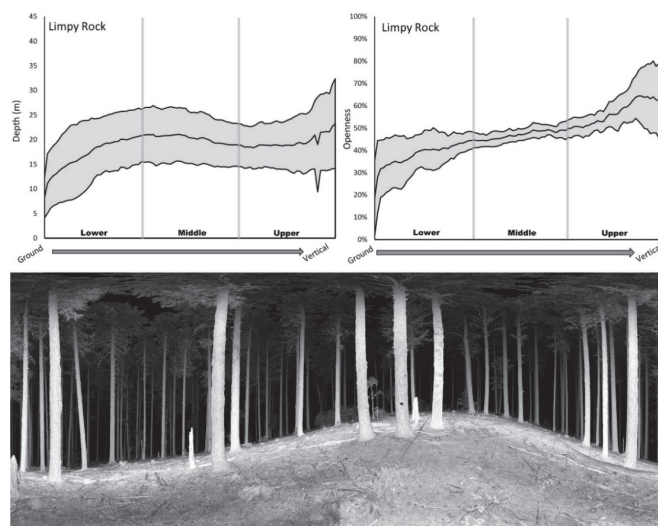 Limpy Rock
45
40
35
30
25
20
15
10
5
0
Depth (m)
Lower Middle Upper
Ground Vertical
Limpy Rock
100%
90%
80%
70%
60%
50%
40%
30%
20%
10%
0%
Openness
Lower Middle Upper
Ground Vertical